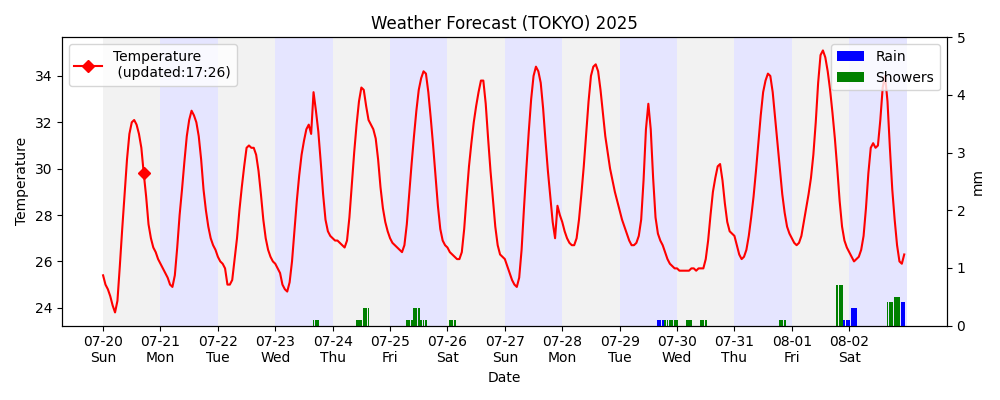 Weather Forecast (TOKYO) 2025
Temperature
(updated:17:26)
Rain
Showers
Temperature
34
32
30
28
26
24
5
4
3
2
1
0
mm
07-20 07-21 07-22 07-23 07-24 07-25 07-26 07-27 07-28 07-29 07-30 07-31 08-01 08-02
Sun Mon Tue Wed Thu Fri Sat Sun Mon Tue Wed Thu Fri Sat
Date